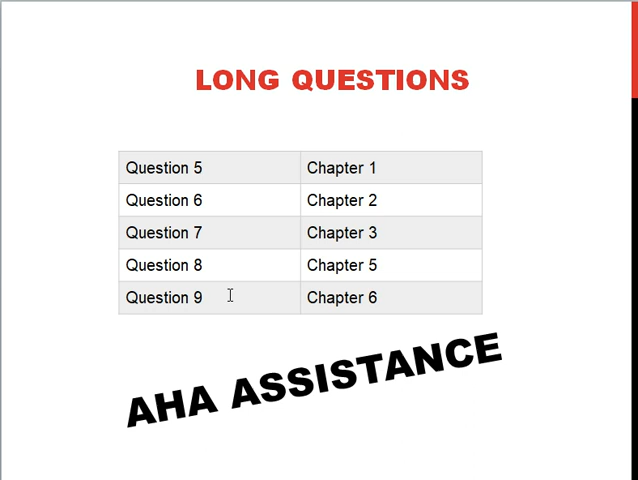 LONG QUESTIONS
Question 5 Chapter 1
Question 6 Chapter 2
Question 7 Chapter 3
Question 8 Chapter 5
Question 9 Chapter 6
AHA ASSISTANCE